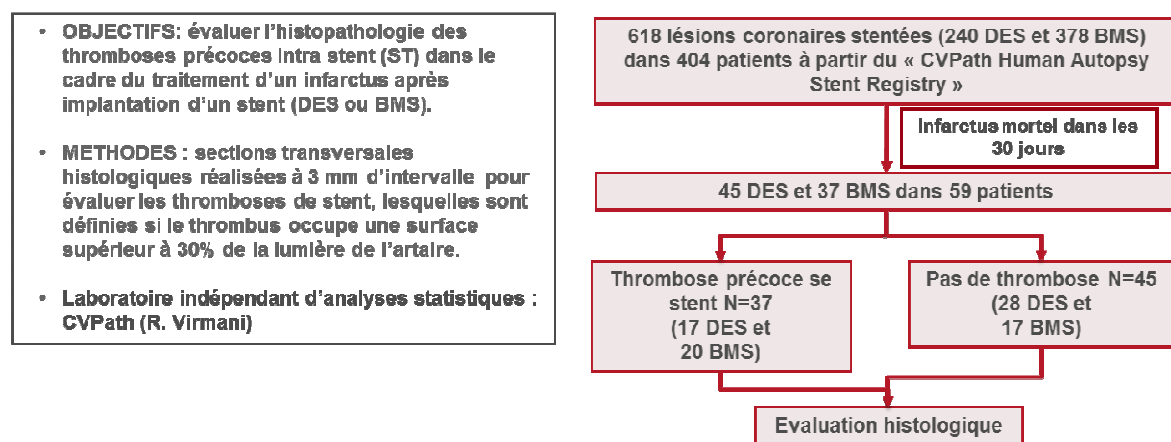 • OBJECTIFS: évaluer l'histopathologie des
thromboses précoces intra stent (ST) dans le
cadre du traitement d'un infarctus après
implantation d'un stent (DES ou BMS).
• METHODES : sections transversales
histologiques réalisées à 3 mm d'intervalle pour
évaluer les thromboses de stent, lesquelles sont
définies si le thrombus occupe une surface
supérieur à 30% de la lumière de l'artaire.
• Laboratoire indépendant d'analyses statistiques :
CVPath (R. Virmani)
618 lésions coronaires stentées (240 DES et 378 BMS)
dans 404 patients à partir du « CVPath Human Autopsy
Stent Registry »
Infarctus mortel dans les
30 jours
45 DES et 37 BMS dans 59 patients
Thrombose précoce se
stent N=37
(17 DES et
20 BMS)
Pas de thrombose N=45
(28 DES et
17 BMS)
Evaluation histologique